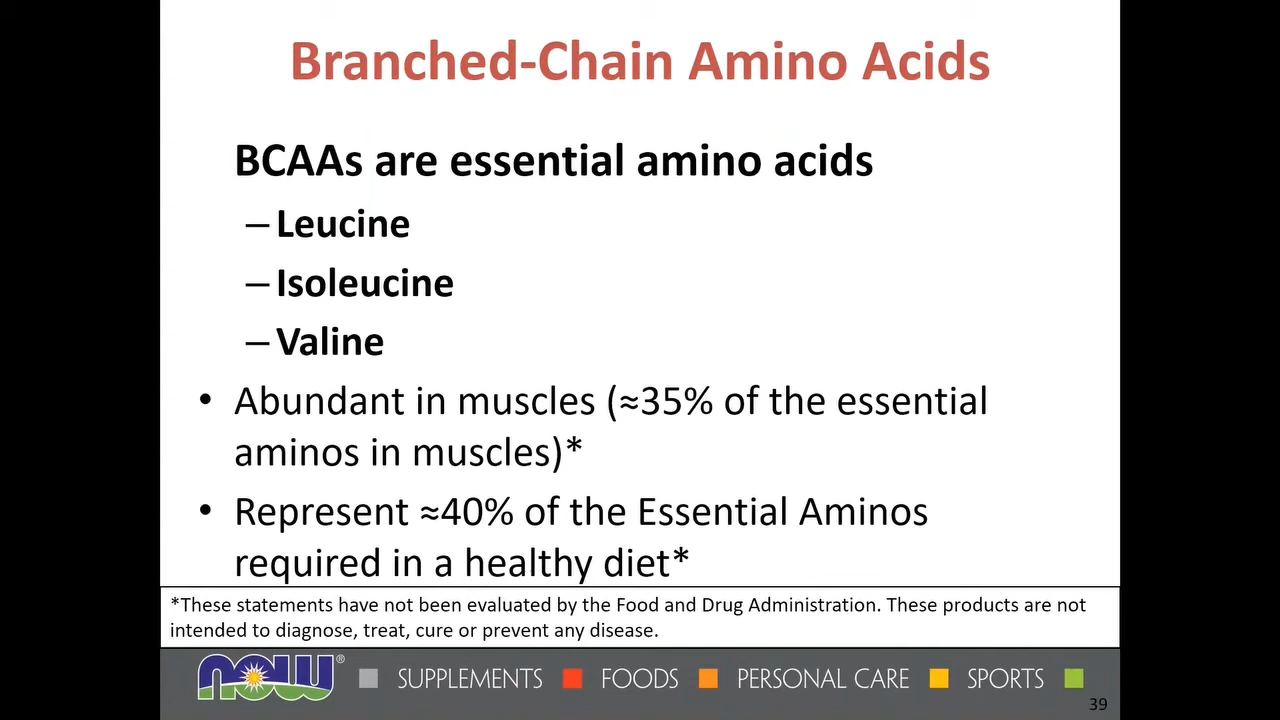 Branched-Chain Amino Acids
BCAAs are essential amino acids
– Leucine
– Isoleucine
– Valine
• Abundant in muscles (≈35% of the essential
aminos in muscles)*
• Represent ≈40% of the Essential Aminos
required in a healthy diet*
*These statements have not been evaluated by the Food and Drug Administration. These products are not
intended to diagnose, treat, cure or prevent any disease.
now® SUPPLEMENTS FOODS PERSONAL CARE SPORTS
39